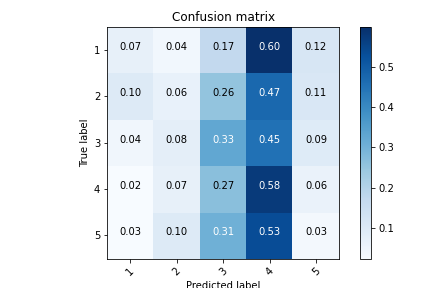 Confusion matrix
True label
1 0.07 0.04 0.17 0.60 0.12
2 0.10 0.06 0.26 0.47 0.11
3 0.04 0.08 0.33 0.45 0.09
4 0.02 0.07 0.27 0.58 0.06
5 0.03 0.10 0.31 0.53 0.03
1 2 3 4 5
Predicted label
0.5
0.4
0.3
0.2
0.1